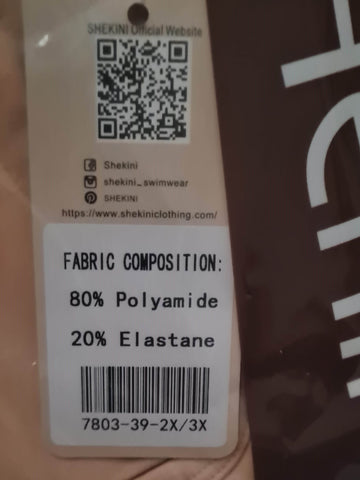 SHEKINI Official Website
Shekini
shekini_swimwear
SHEKINI
https://www.shekiniclothing.com/
FABRIC COMPOSITION:
80% Polyamide
20% Elastane
7803-39-2X/3X